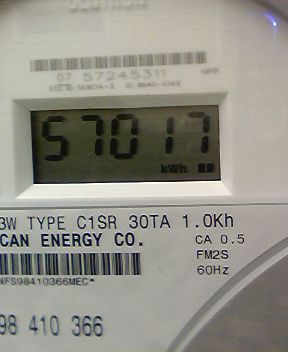 07 57245311
57017
kWh
3W TYPE C1SR 30TA 1.0Kh
CAN ENERGY CO.
CA 0.5
FM2S
60Hz
NFS98410366MEC*
98 410 366